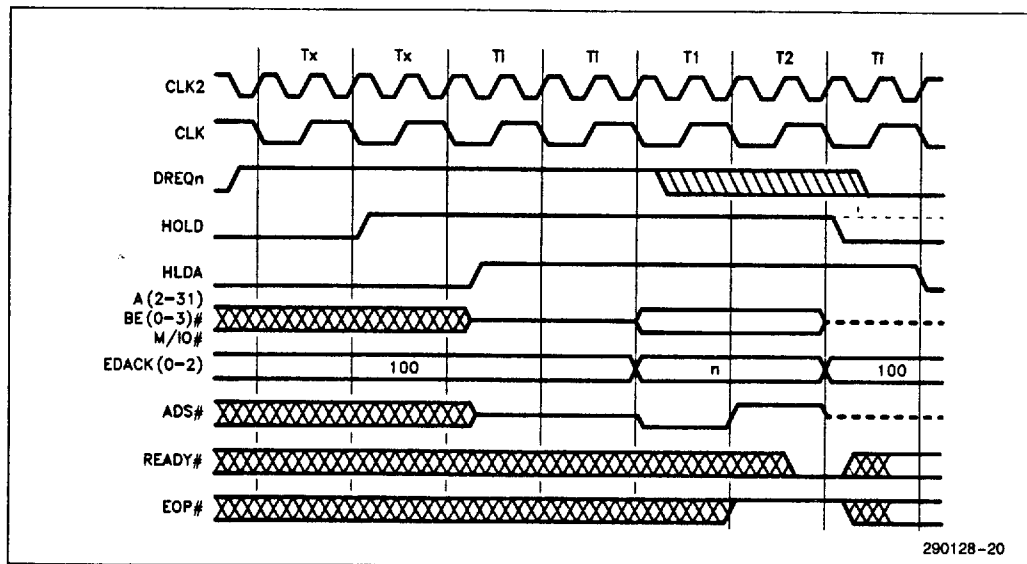 Tx Tx Ti Ti T1 T2 Ti
CLK2
CLK
DREQn
HOLD
HLDA
A(2-31)
BE(0-3)#
M/IO#
EDACK(0-2) 100 n 100
ADS#
READY#
EOP#
290128-20